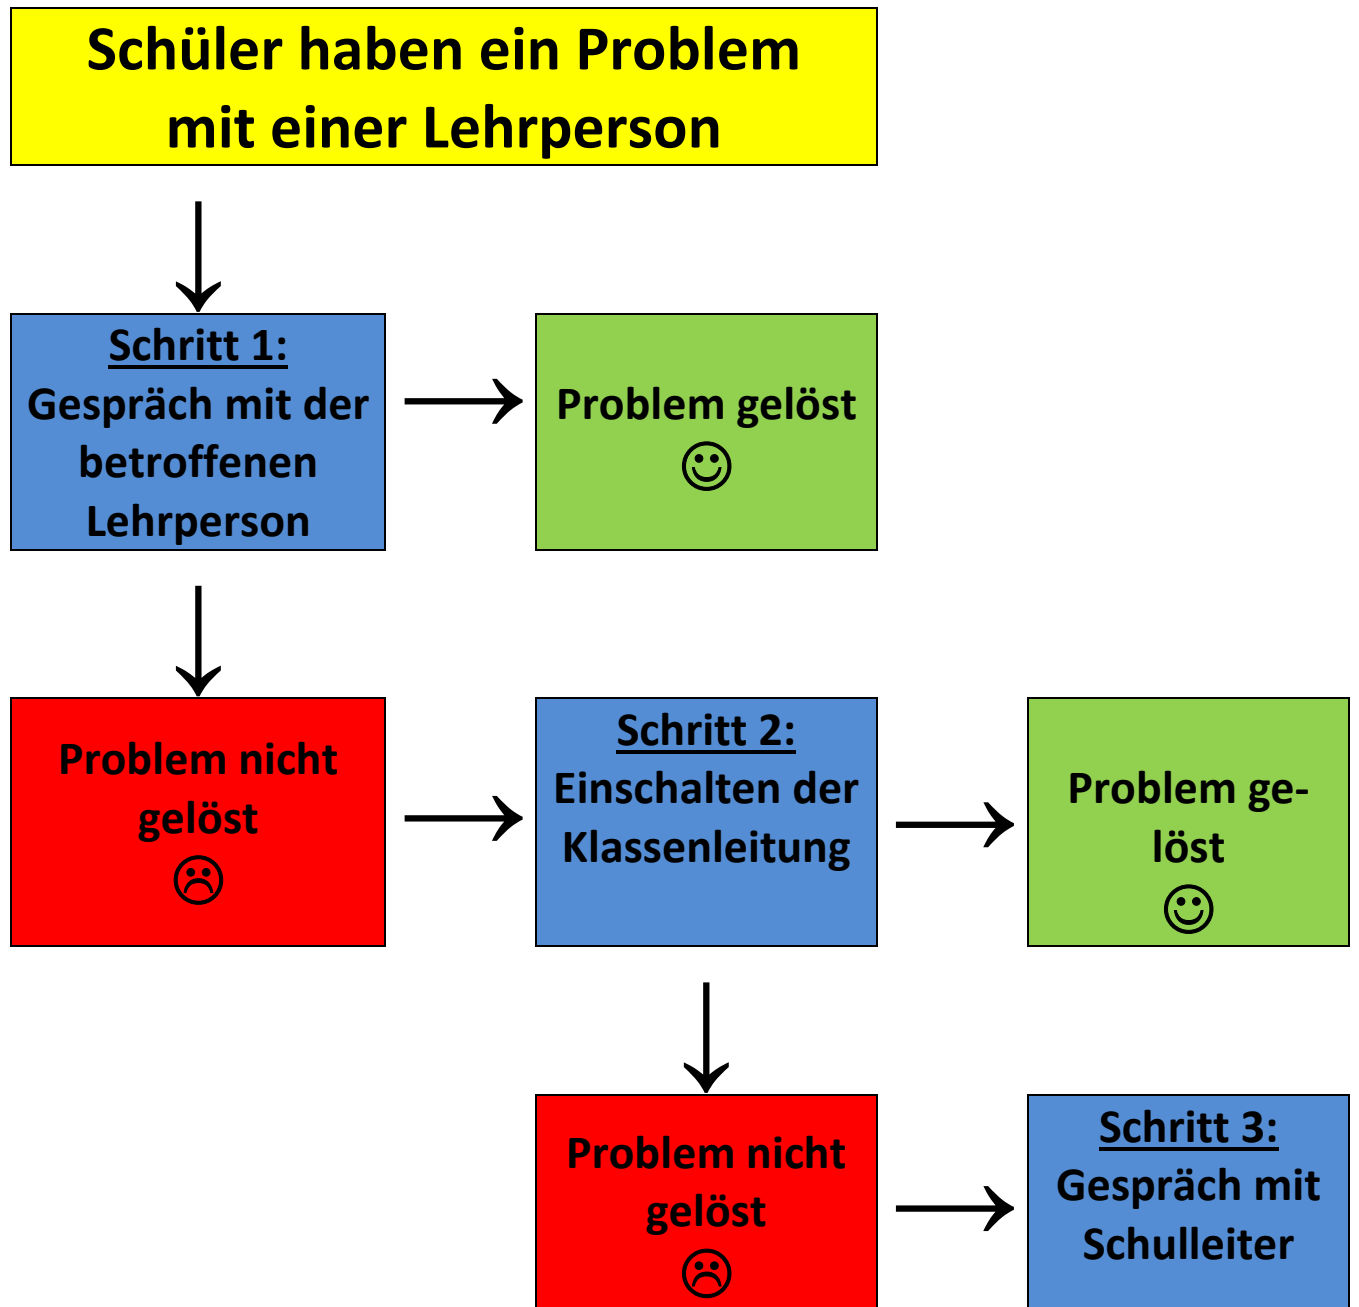 Schüler haben ein Problem
mit einer Lehrperson
Schritt 1:
Gespräch mit der
betroffenen
Lehrperson
Problem gelöst
Problem nicht
gelöst
Schritt 2:
Einschalten der
Klassenleitung
Problem ge-
löst
Problem nicht
gelöst
Schritt 3:
Gespräch mit
Schulleiter